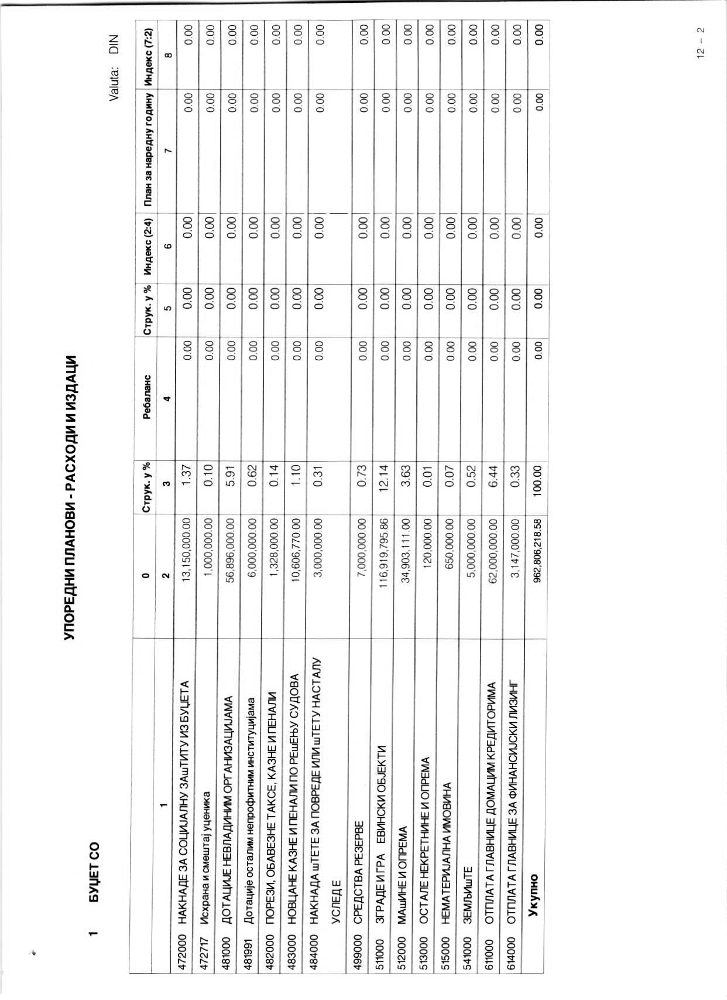 УПОРЕДНИ ПЛАНОВИ - РАСХОДИ И ИЗДАЦИ
1 БУЏЕТ СО
Valuta: DIN
0 Струк. у % Ребаланс Струк. у % Индекс (2:4) План за наредну годину Индекс (7:2)
1 2 3 4 5 6 7 8
472000 НАКНАДЕ ЗА СОЦИЈАЛНУ ЗАшТИТУ ИЗ БУЏЕТА 13,150,000.00 1.37 0.00 0.00 0.00 0.00 0.00
472717 Исхрана и смештај уценика 1,000,000.00 0.10 0.00 0.00 0.00 0.00 0.00
481000 ДОТАЦИЈЕ НЕВЛАДИНИМ ОРГАНИЗАЦИЈАМА 56,896,000.00 5.91 0.00 0.00 0.00 0.00 0.00
481991 Дотације осталим непрофитним институцијама 6,000,000.00 0.62 0.00 0.00 0.00 0.00 0.00
482000 ПОРЕЗИ, ОБАВЕЗНЕ ТАКСЕ, КАЗНЕ И ПЕНАЛИ 1,328,000.00 0.14 0.00 0.00 0.00 0.00 0.00
483000 НОВЦАНЕ КАЗНЕ И ПЕНАЛИ ПО РЕшЕЊУ СУДОВА 10,606,770.00 1.10 0.00 0.00 0.00 0.00 0.00
484000 НАКНАДА шТЕТЕ ЗА ПОВРЕДЕ ИЛИ шТЕТУ НАСТАЛУ 3,000,000.00 0.31 0.00 0.00 0.00 0.00 0.00
УСЛЕД Е
499000 СРЕДСТВА РЕЗЕРВЕ 7,000,000.00 0.73 0.00 0.00 0.00 0.00 0.00
511000 ЗГРАДЕ И ГРА ЕВИНСКИ ОБЈЕКТИ 116,919,795.86 12.14 0.00 0.00 0.00 0.00 0.00
512000 МАшИНЕ И ОПРЕМА 34,903,111.00 3.63 0.00 0.00 0.00 0.00 0.00
513000 ОСТАЛЕ НЕКРЕТНИНЕ И ОПРЕМА 120,000.00 0.01 0.00 0.00 0.00 0.00 0.00
515000 НЕМАТЕРИЈАЛНА ИМОВИНА 650,000.00 0.07 0.00 0.00 0.00 0.00 0.00
541000 ЗЕМЉИшТЕ 5,000,000.00 0.52 0.00 0.00 0.00 0.00 0.00
611000 ОТПЛАТА ГЛАВНИЦЕ ДОМАЦИМ КРЕДИТОРИМА 62,000,000.00 6.44 0.00 0.00 0.00 0.00 0.00
614000 ОТПЛАТА ГЛАВНИЦЕ ЗА ФИНАНСИЈСКИ ЛИЗИНГ 3,147,000.00 0.33 0.00 0.00 0.00 0.00 0.00
Укупно 962,806,218.58 100.00 0.00 0.00 0.00 0.00 0.00
12 - 2